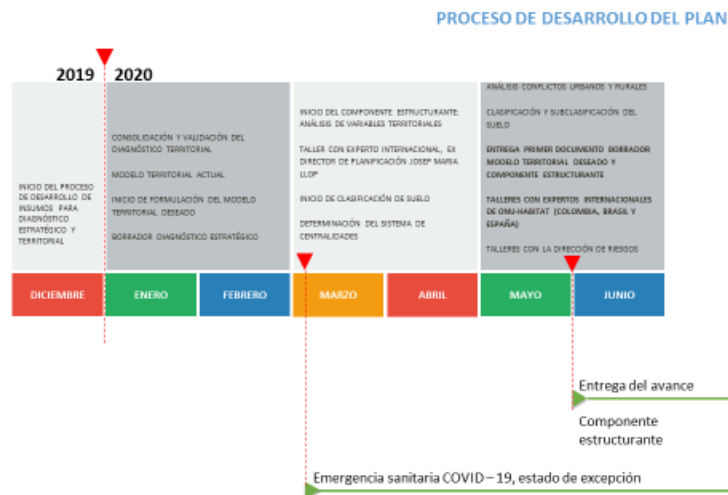 PROCESO DE DESARROLLO DEL PLAN
2019 2020
INICIO DEL PROCESO
DE DESARROLLO DE
INSUMOS PARA
DIAGNÓSTICO
ESTRATÉGICO Y
TERRITORIAL
CONSOLIDACIÓN Y VALIDACIÓN DEL
DIAGNÓSTICO TERRITORIAL
MODELO TERRITORIAL ACTUAL
INICIO DE FORMULACIÓN DEL MODELO
TERRITORIAL DESEADO
BORRADOR DIAGNÓSTICO ESTRATÉGICO
INICIO DEL COMPONENTE ESTRUCTURANTE:
ANÁLISIS DE VARIABLES TERRITORIALES
TALLER CON EXPERTO INTERNACIONAL, EX
DIRECTOR DE PLANIFICACIÓN JOSEP MARIA
LLOP
INICIO DE CLASIFICACIÓN DE SUELO
DETERMINACIÓN DEL SISTEMA DE
CENTRALIDADES
ANÁLISIS CONFLICTOS URBANOS Y RURALES
CLASIFICACIÓN Y SUBCLASIFICACIÓN DEL
SUELO
ENTREGA PRIMER DOCUMENTO BORRADOR
MODELO TERRITORIAL DESEADO Y
COMPONENTE ESTRUCTURANTE
TALLERES CON EXPERTOS INTERNACIONALES
DE ONU-HABITAT (COLOMBIA, BRASIL Y
ESPAÑA)
TALLERES CON LA DIRECCIÓN DE RIESGOS
DICIEMBRE ENERO FEBRERO MARZO ABRIL MAYO JUNIO
Entrega del avance
Componente
estructurante
Emergencia sanitaria COVID – 19, estado de excepción